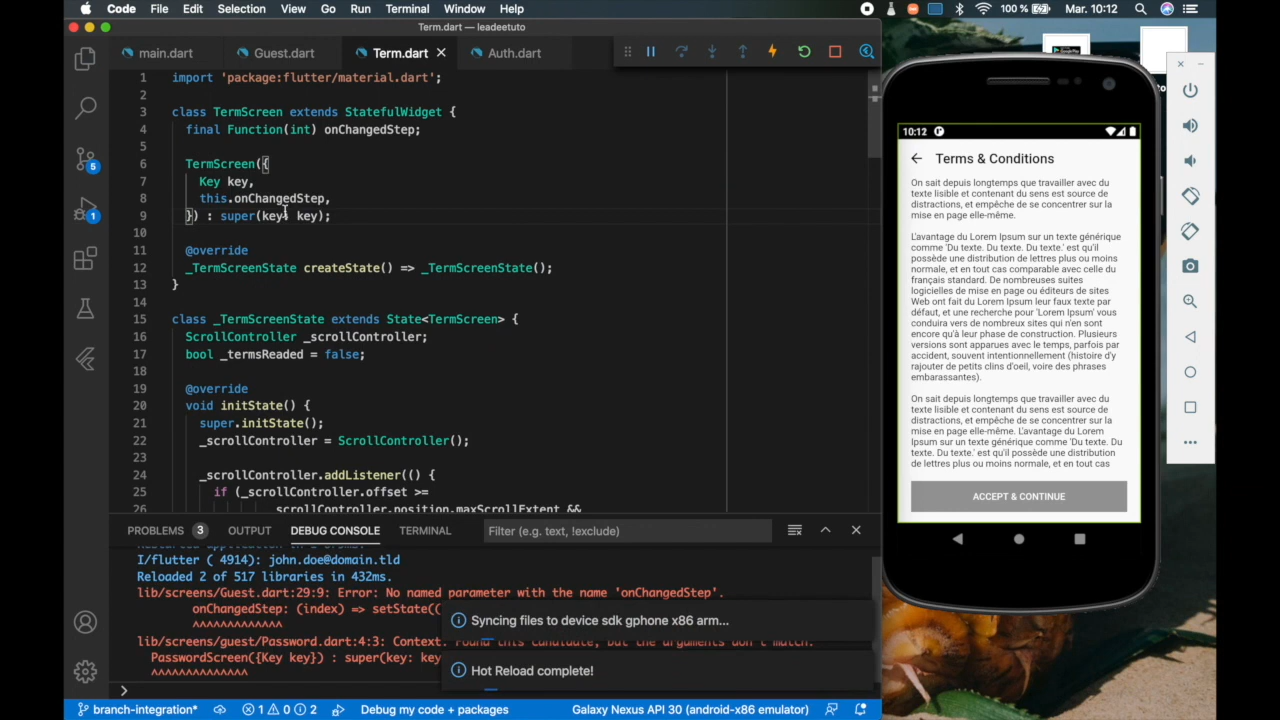 Code File Edit Selection View Go Run Terminal Window Help 100 % Mar. 10:12
Term.dart — leadeetuto
main.dart Guest.dart Term.dart Auth.dart
1 import 'package:flutter/material.dart';
2
3 class TermScreen extends StatefulWidget {
4 final Function(int) onChangedStep;
5
6 TermScreen({
7 Key key,
8 this.onChangedStep,
9 }) : super(key: key);
10
11 @override
12 _TermScreenState createState() => _TermScreenState();
13 }
14
15 class _TermScreenState extends State<TermScreen> {
16 ScrollController _scrollController;
17 bool _termsReaded = false;
18
19 @override
20 void initState() {
21 super.initState();
22 _scrollController = ScrollController();
23
24 _scrollController.addListener(() {
25 if (_scrollController.offset >=
26 _scrollController.position.maxScrollExtent &&
5
1
PROBLEMS 3 OUTPUT DEBUG CONSOLE TERMINAL Filter (e.g. text, !exclude)
I/flutter ( 4914): john.doe@domain.tld
Reloaded 2 of 517 libraries in 432ms.
lib/screens/Guest.dart:29:9: Error: No named parameter with the name 'onChangedStep'.
onChangedStep: (index) => setState((
^^^^^^^^^^^^^
lib/screens/guest/Password.dart:4:3: Context: Found this candidate, but the arguments don't match.
PasswordScreen({Key key}) : super(key: key
^^^^^^^^^^^^^^
Syncing files to device sdk gphone x86 arm...
Hot Reload complete!
branch-integration* 1 0 2 Debug my code + packages Galaxy Nexus API 30 (android-x86 emulator)
10:12
Terms & Conditions
On sait depuis longtemps que travailler avec du
texte lisible et contenant du sens est source de
distractions, et empêche de se concentrer sur la
mise en page elle-même.
L'avantage du Lorem Ipsum sur un texte générique
comme 'Du texte. Du texte. Du texte.' est qu'il
possède une distribution de lettres plus ou moins
normale, et en tout cas comparable avec celle du
français standard. De nombreuses suites
logicielles de mise en page ou éditeurs de sites
Web ont fait du Lorem Ipsum leur faux texte par
défaut, et une recherche pour 'Lorem Ipsum' vous
conduira vers de nombreux sites qui n'en sont
encore qu'à leur phase de construction. Plusieurs
versions sont apparues avec le temps, parfois par
accident, souvent intentionnellement (histoire d'y
rajouter de petits clins d'oeil, voire des phrases
embarassantes).
On sait depuis longtemps que travailler avec du
texte lisible et contenant du sens est source de
distractions, et empêche de se concentrer sur la
mise en page elle-même. L'avantage du Lorem
Ipsum sur un texte générique comme 'Du texte. Du
texte. Du texte.' est qu'il possède une distribution
de lettres plus ou moins normale, et en tout cas
ACCEPT & CONTINUE